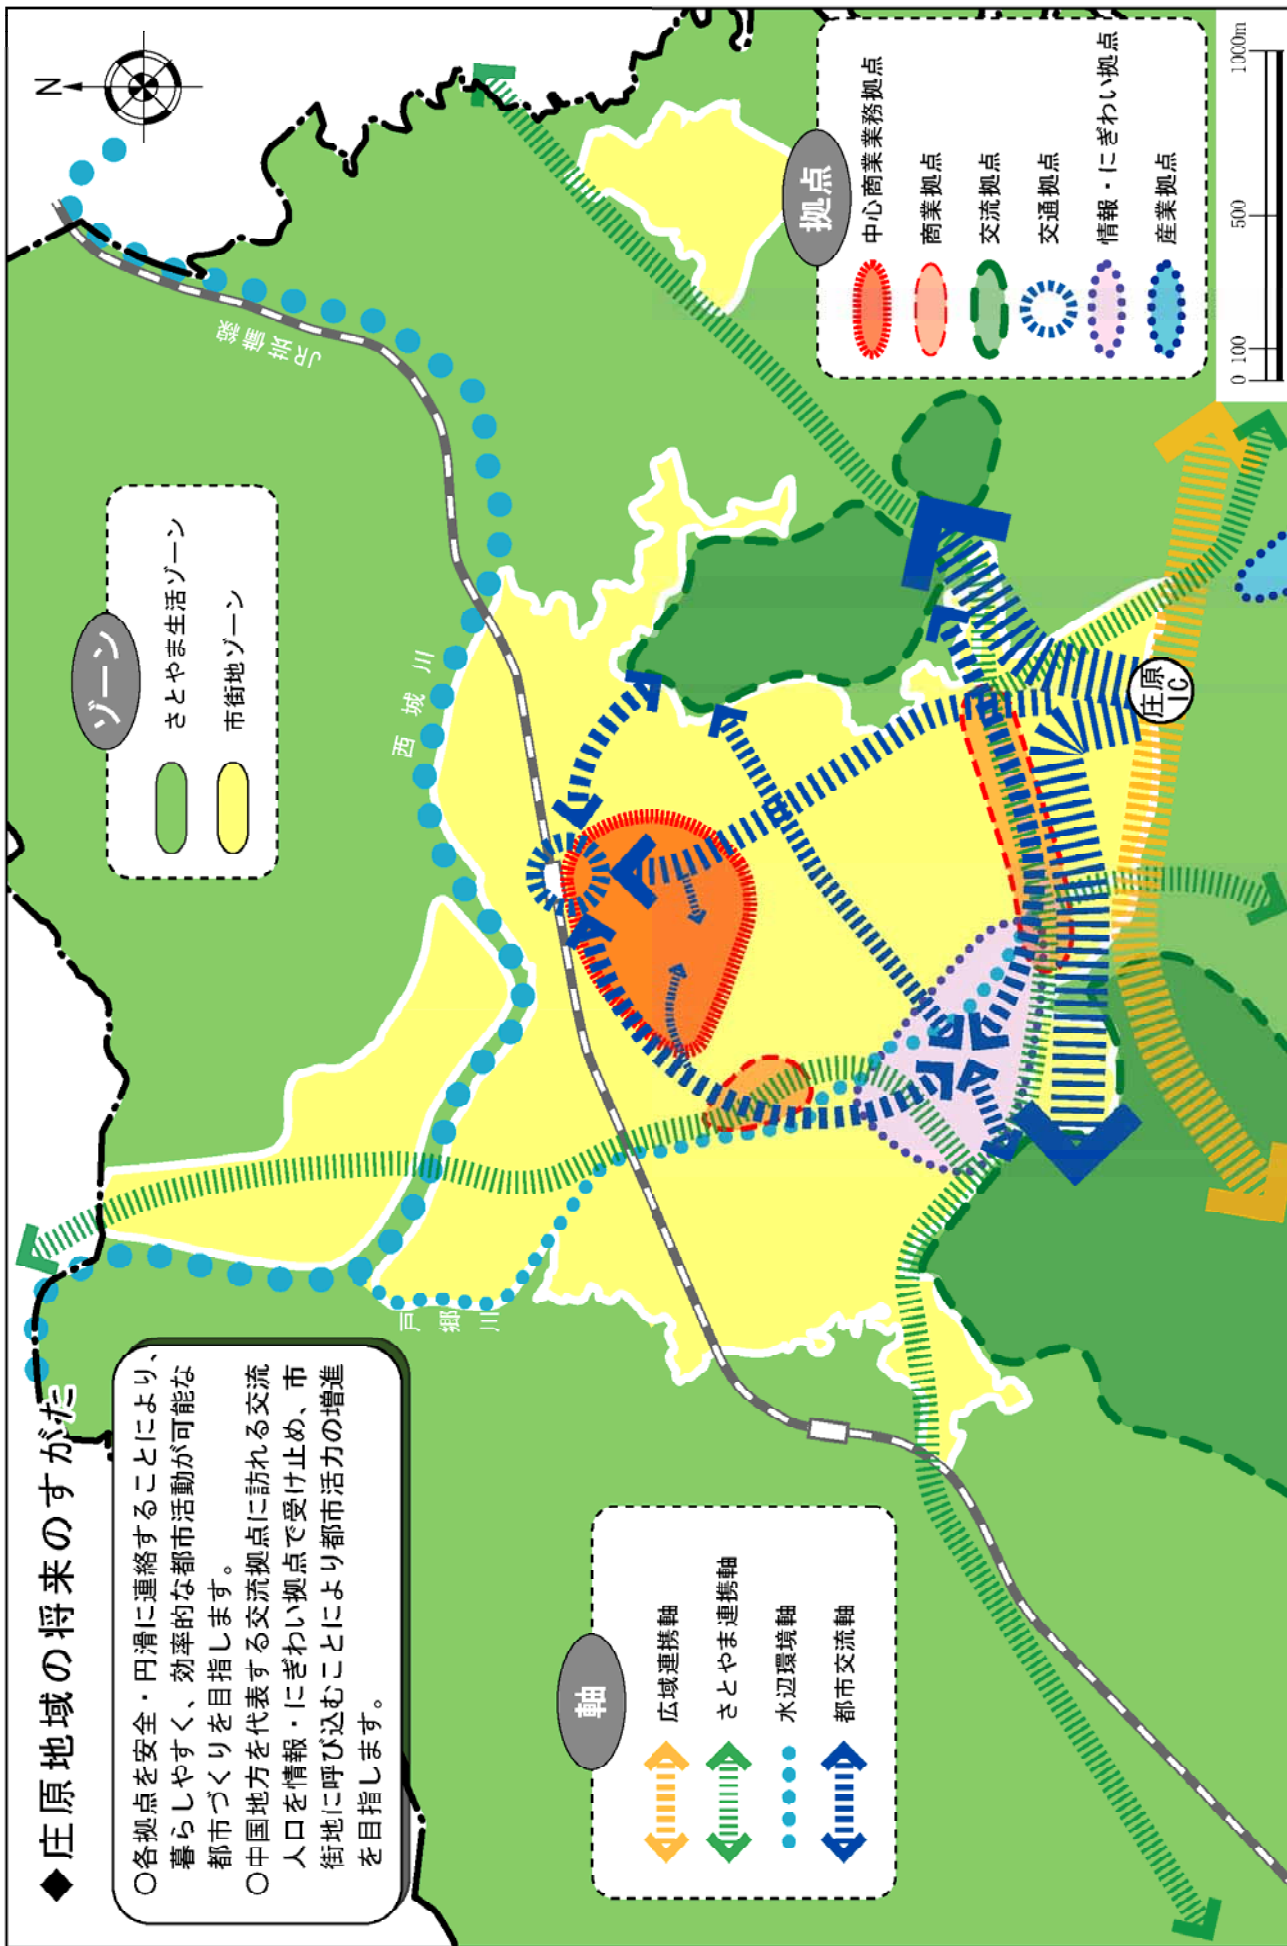 ◆庄原地域の将来のすがた
○各拠点を安全・円滑に連絡することにより、
暮らしやすく、効率的な都市活動が可能な
都市づくりを目指します。
○中国地方を代表する交流拠点に訪れる交流
人口を情報・にぎわい拠点で受け止め、市
街地に呼び込むことにより都市活力の増進
を目指します。
ゾーン
さとやま生活ゾーン
市街地ゾーン
N
JR芸備線
西城川
戸郷川
軸
広域連携軸
さとやま連携軸
水辺環境軸
都市交流軸
庄原
IC
拠点
中心商業業務拠点
商業拠点
交流拠点
交通拠点
情報・にぎわい拠点
産業拠点
0 100 500 1000m